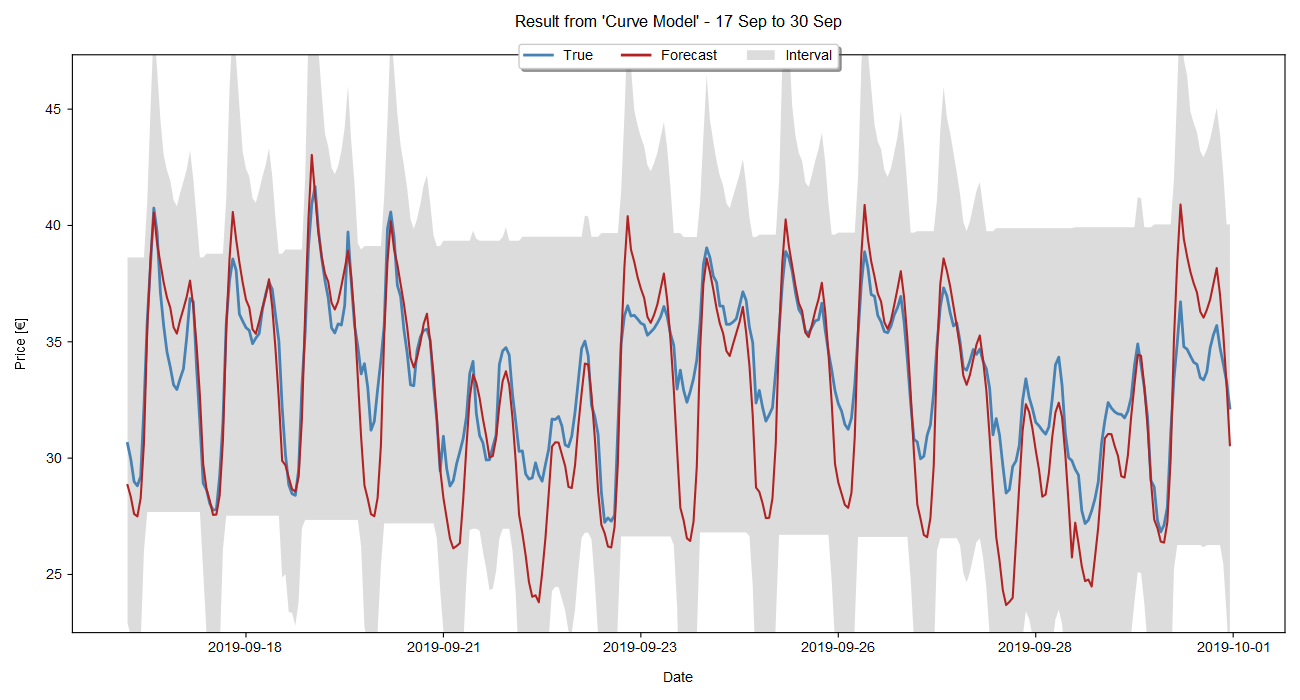 Result from 'Curve Model' - 17 Sep to 30 Sep
True Forecast Interval
45
40
35
30
25
Price [€]
2019-09-18 2019-09-21 2019-09-23 2019-09-26 2019-09-28 2019-10-01
Date